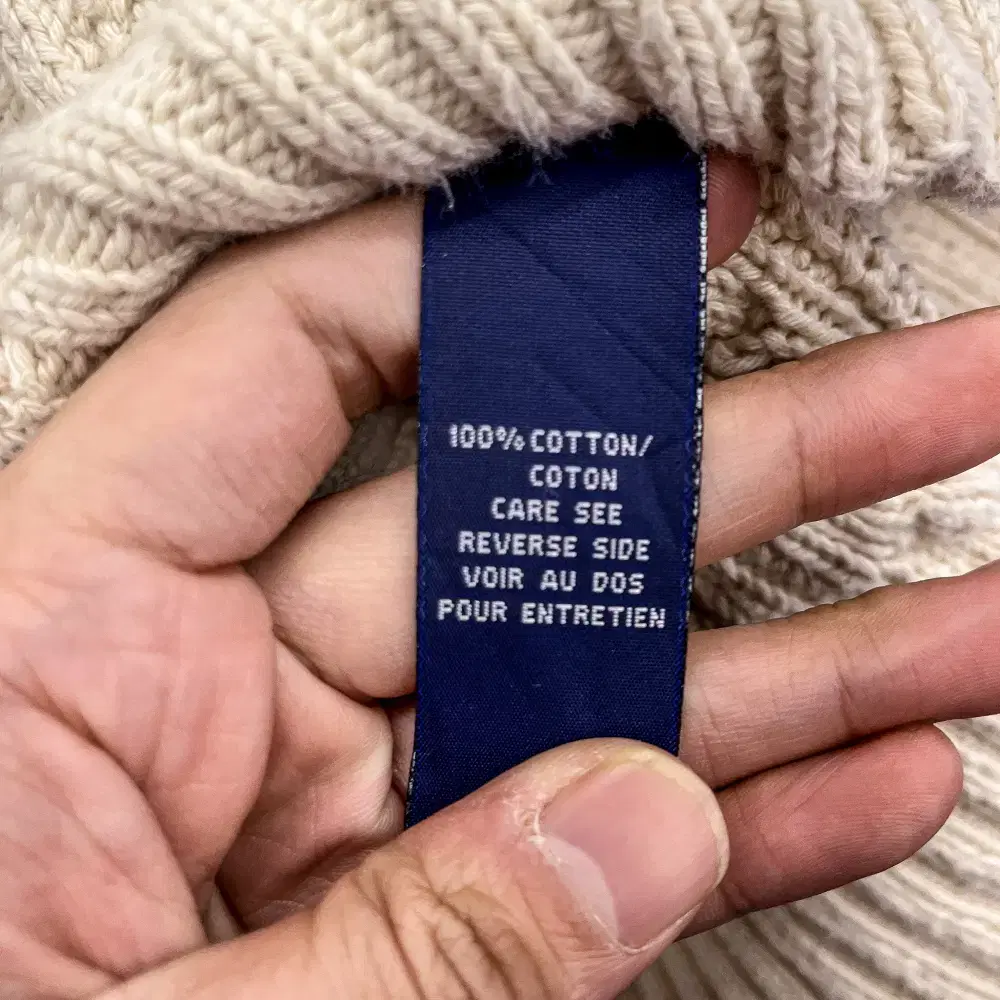 100% COTTON/
COTON
CARE SEE
REVERSE SIDE
VOIR AU DOS
POUR ENTRETIEN